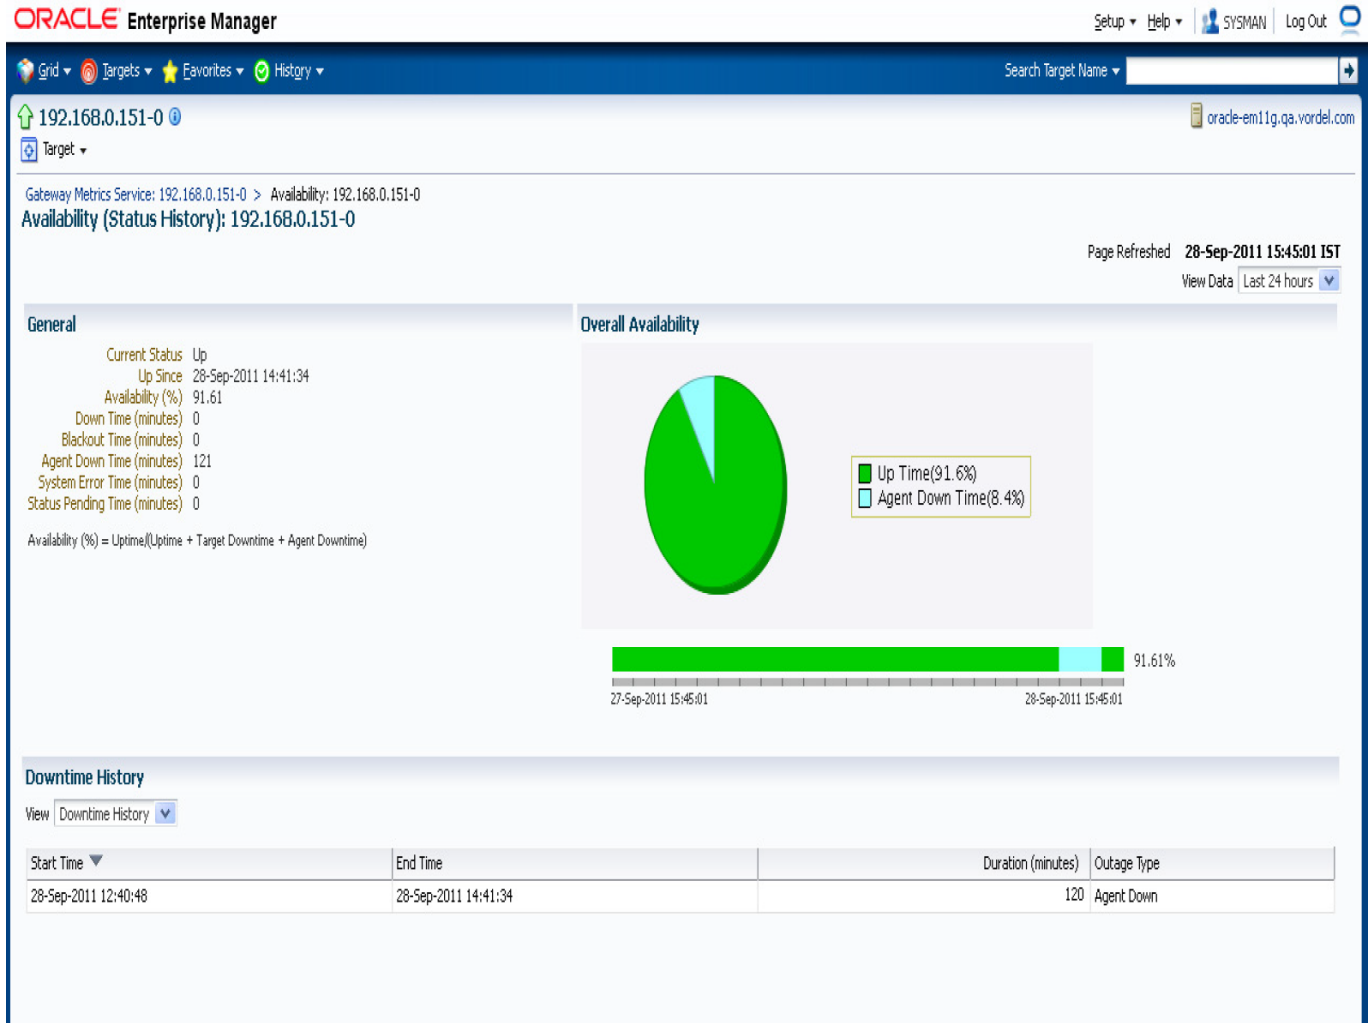 ORACLE Enterprise Manager
Setup Help SYSMAN Log Out
Grid Targets Favorites History Search Target Name
192.168.0.151-0
oracle-em11g.qa.vordel.com
Target
Gateway Metrics Service: 192.168.0.151-0 > Availability: 192.168.0.151-0
Availability (Status History): 192.168.0.151-0
Page Refreshed 28-Sep-2011 15:45:01 IST
View Data Last 24 hours
General
Current Status Up
Up Since 28-Sep-2011 14:41:34
Availability (%) 91.61
Down Time (minutes) 0
Blackout Time (minutes) 0
Agent Down Time (minutes) 121
System Error Time (minutes) 0
Status Pending Time (minutes) 0
Availability (%) = Uptime/(Uptime + Target Downtime + Agent Downtime)
Overall Availability
Up Time(91.6%)
Agent Down Time(8.4%)
91.61%
27-Sep-2011 15:45:01 28-Sep-2011 15:45:01
Downtime History
View Downtime History
Start Time End Time Duration (minutes) Outage Type
28-Sep-2011 12:40:48 28-Sep-2011 14:41:34 120 Agent Down